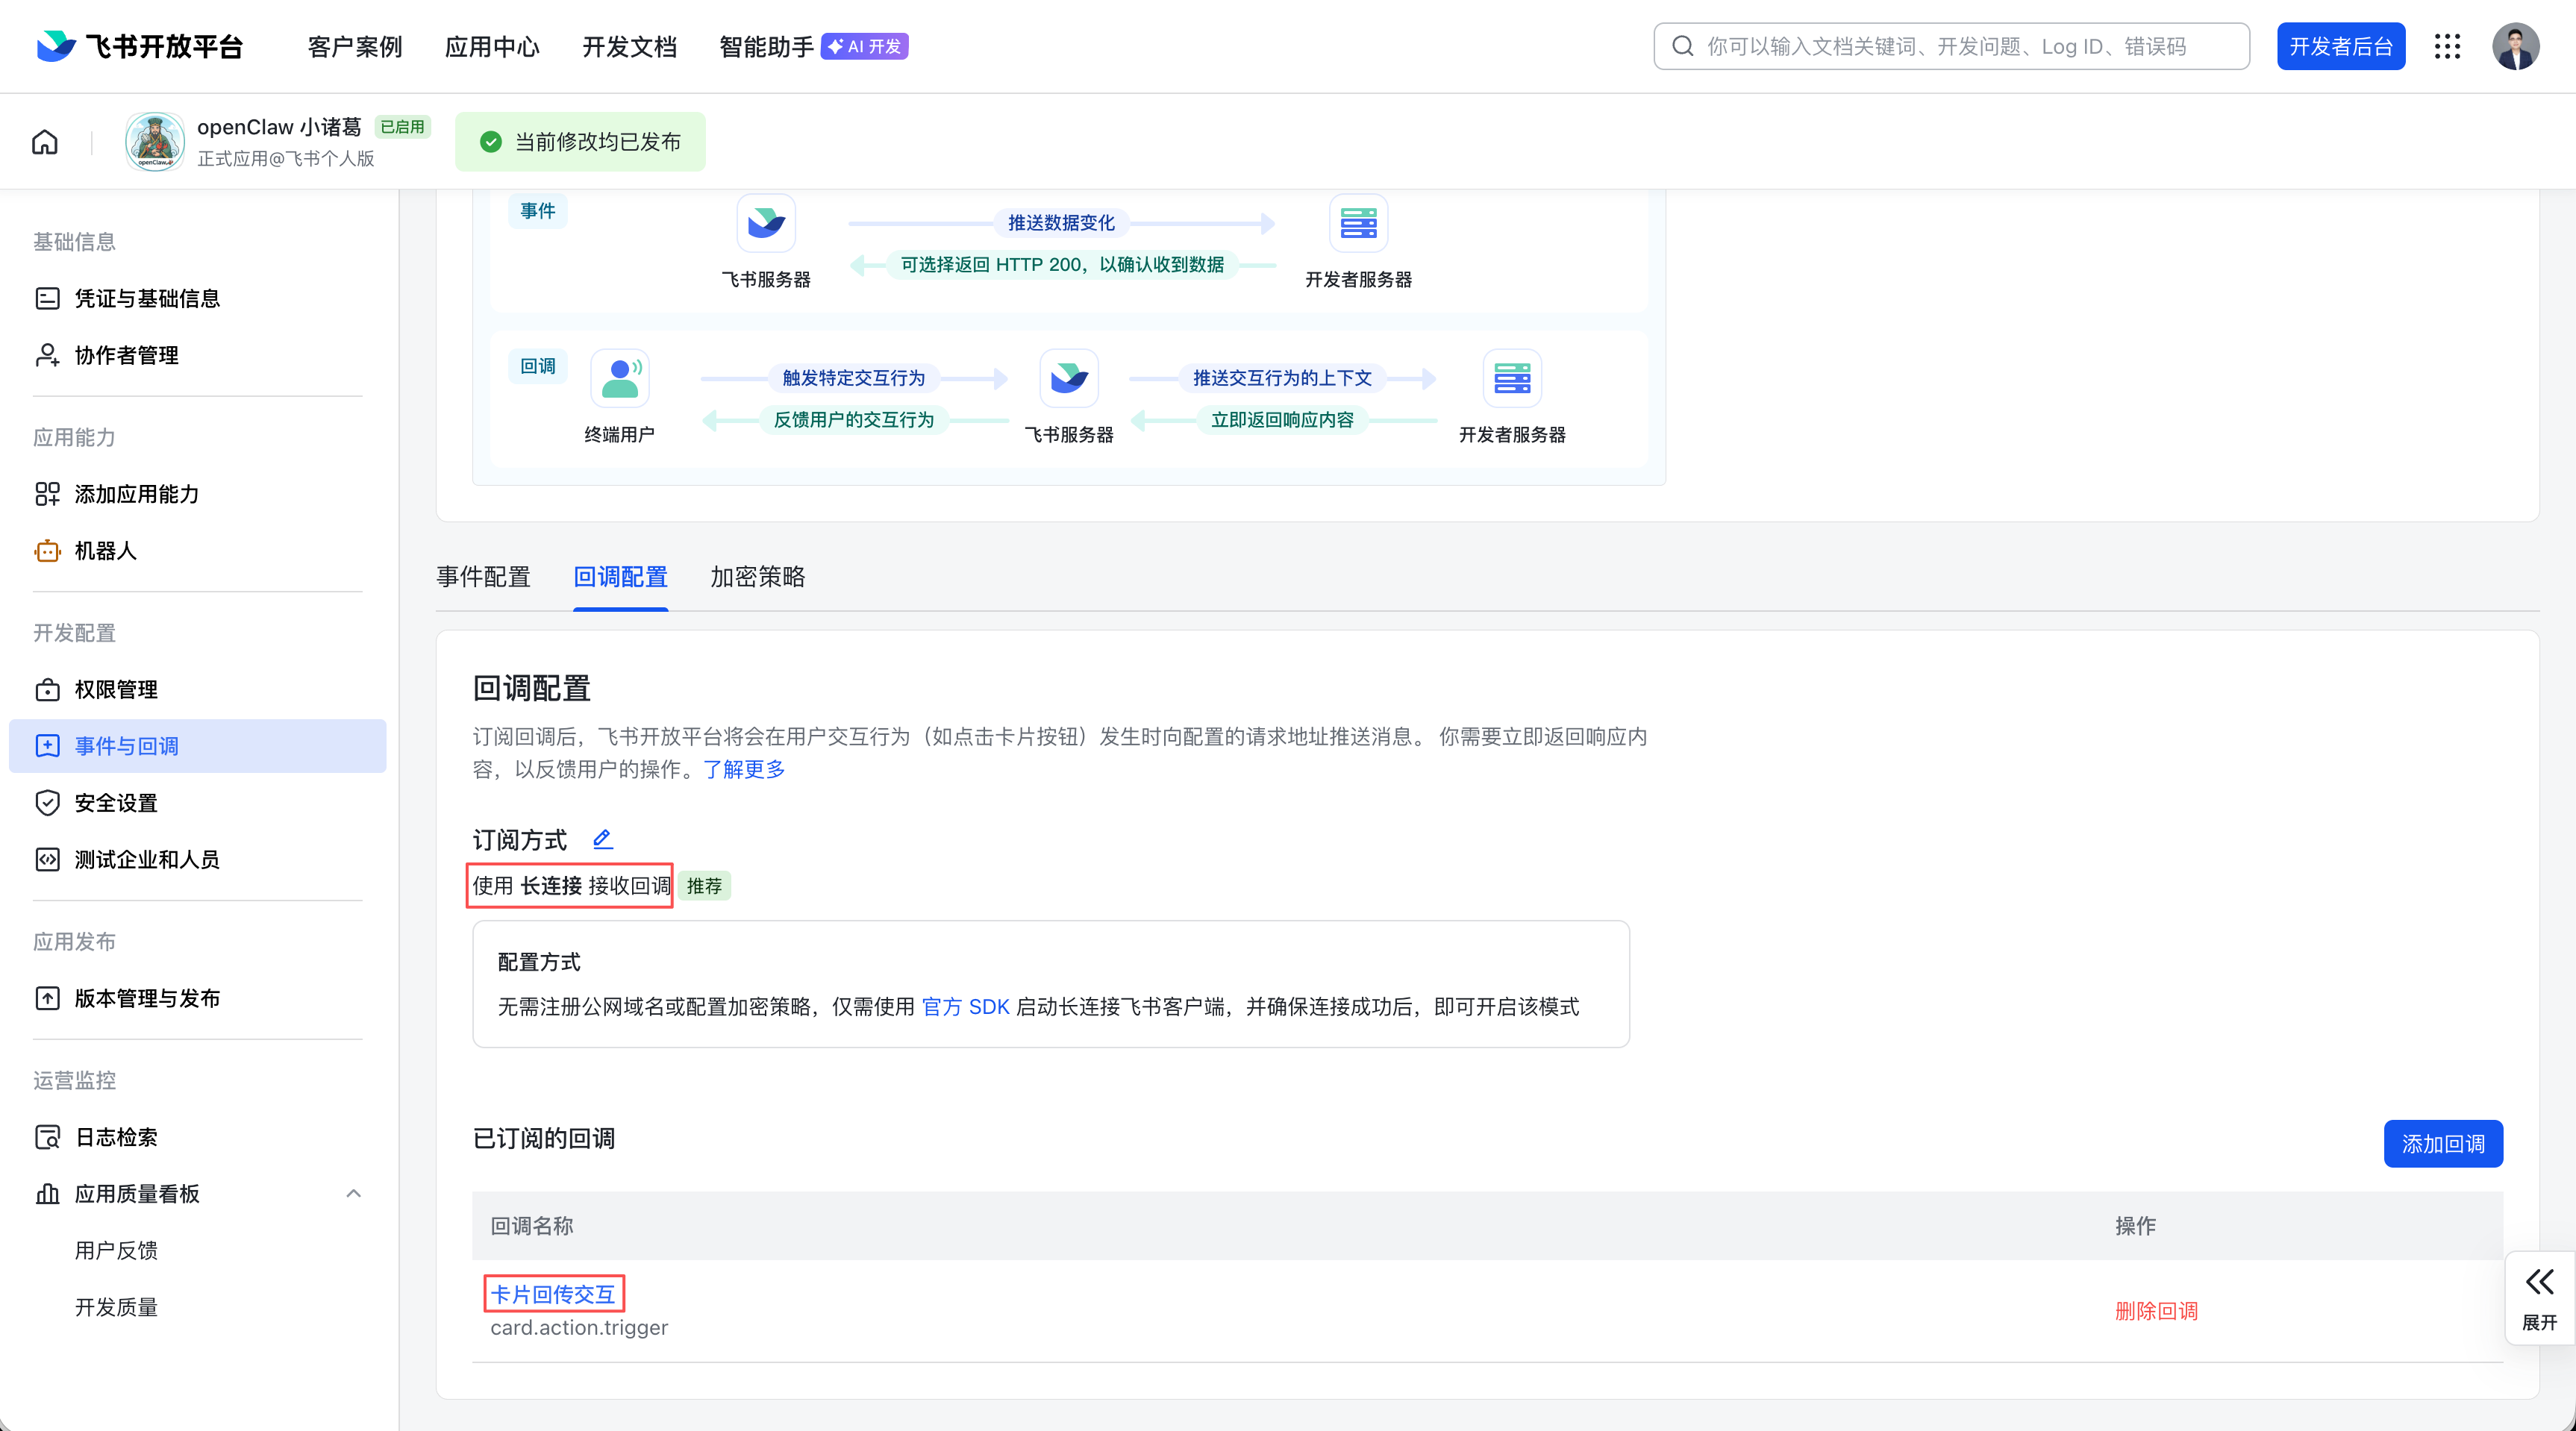 飞书开放平台
客户案例
应用中心
开发文档
智能助手
AI 开发
你可以输入文档关键词、开发问题、Log ID、错误码
开发者后台
openClaw 小诸葛
已启用
正式应用@飞书个人版
当前修改均已发布
基础信息
凭证与基础信息
协作者管理
应用能力
添加应用能力
机器人
开发配置
权限管理
事件与回调
安全设置
测试企业和人员
应用发布
版本管理与发布
运营监控
日志检索
应用质量看板
用户反馈
开发质量
事件
推送数据变化
可选择返回 HTTP 200，以确认收到数据
飞书服务器
开发者服务器
回调
触发特定交互行为
推送交互行为的上下文
反馈用户的交互行为
立即返回响应内容
终端用户
飞书服务器
开发者服务器
事件配置
回调配置
加密策略
回调配置
订阅回调后，飞书开放平台将会在用户交互行为（如点击卡片按钮）发生时向配置的请求地址推送消息。 你需要立即返回响应内
容，以反馈用户的操作。了解更多
订阅方式
使用 长连接 接收回调
推荐
配置方式
无需注册公网域名或配置加密策略，仅需使用 官方 SDK 启动长连接飞书客户端，并确保连接成功后，即可开启该模式
已订阅的回调
添加回调
回调名称
操作
卡片回传交互
card.action.trigger
删除回调
展开